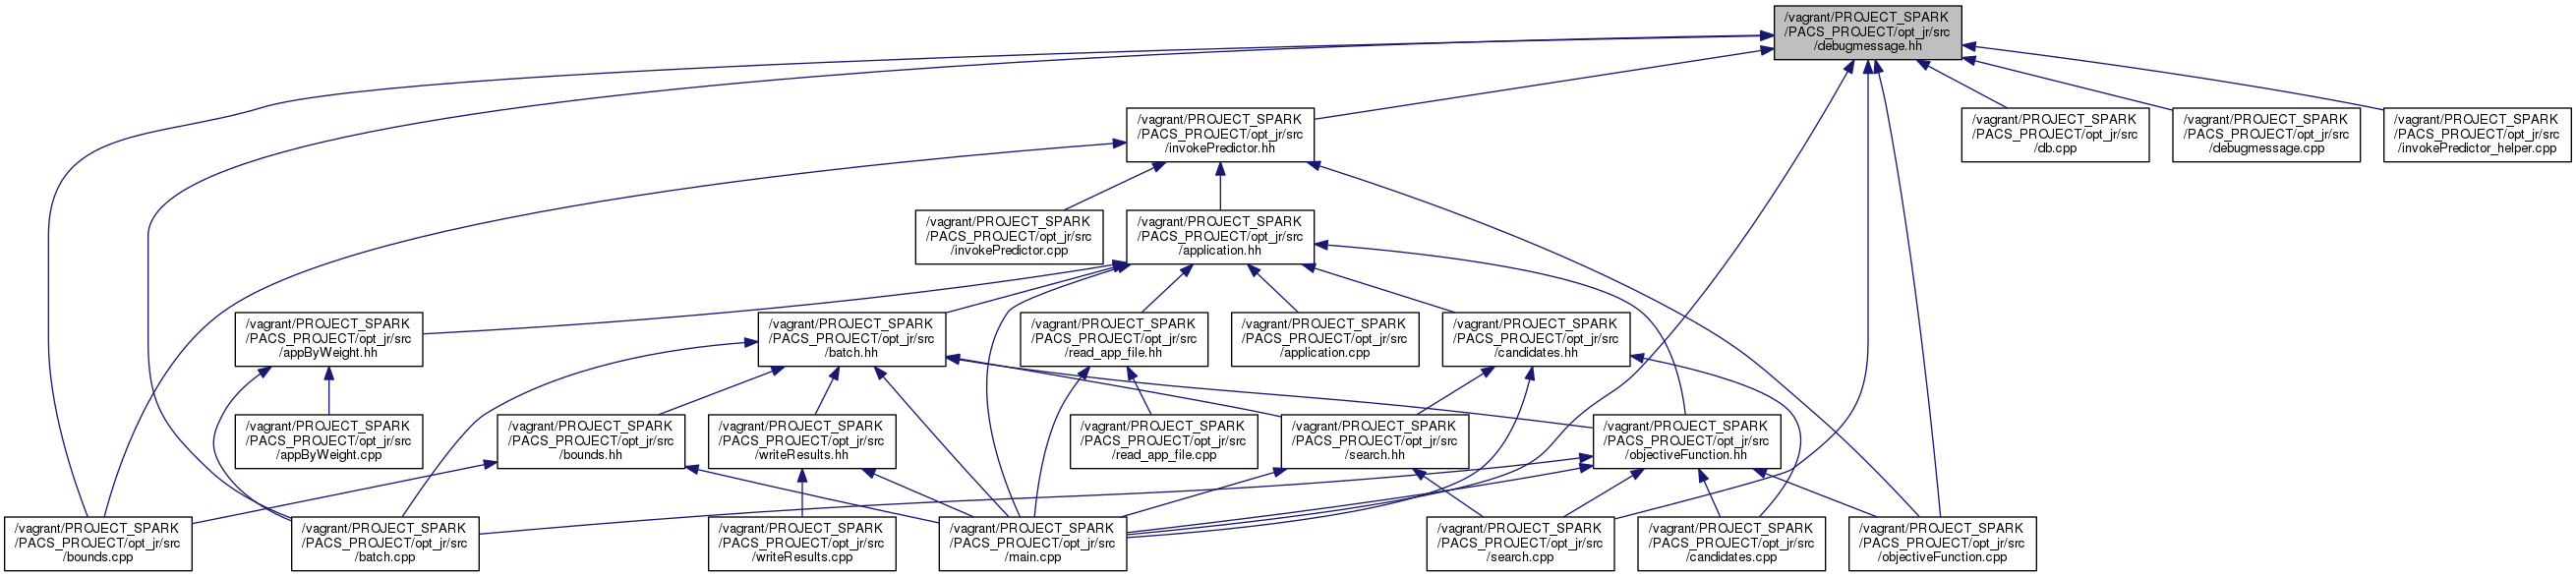 /vagrant/PROJECT_SPARK
/PACS_PROJECT/opt_jr/src
/debugmessage.hh
/vagrant/PROJECT_SPARK
/PACS_PROJECT/opt_jr/src
/invokePredictor.hh
/vagrant/PROJECT_SPARK
/PACS_PROJECT/opt_jr/src
/db.cpp
/vagrant/PROJECT_SPARK
/PACS_PROJECT/opt_jr/src
/debugmessage.cpp
/vagrant/PROJECT_SPARK
/PACS_PROJECT/opt_jr/src
/invokePredictor_helper.cpp
/vagrant/PROJECT_SPARK
/PACS_PROJECT/opt_jr/src
/invokePredictor.cpp
/vagrant/PROJECT_SPARK
/PACS_PROJECT/opt_jr/src
/application.hh
/vagrant/PROJECT_SPARK
/PACS_PROJECT/opt_jr/src
/appByWeight.hh
/vagrant/PROJECT_SPARK
/PACS_PROJECT/opt_jr/src
/batch.hh
/vagrant/PROJECT_SPARK
/PACS_PROJECT/opt_jr/src
/read_app_file.hh
/vagrant/PROJECT_SPARK
/PACS_PROJECT/opt_jr/src
/application.cpp
/vagrant/PROJECT_SPARK
/PACS_PROJECT/opt_jr/src
/candidates.hh
/vagrant/PROJECT_SPARK
/PACS_PROJECT/opt_jr/src
/appByWeight.cpp
/vagrant/PROJECT_SPARK
/PACS_PROJECT/opt_jr/src
/bounds.hh
/vagrant/PROJECT_SPARK
/PACS_PROJECT/opt_jr/src
/writeResults.hh
/vagrant/PROJECT_SPARK
/PACS_PROJECT/opt_jr/src
/read_app_file.cpp
/vagrant/PROJECT_SPARK
/PACS_PROJECT/opt_jr/src
/search.hh
/vagrant/PROJECT_SPARK
/PACS_PROJECT/opt_jr/src
/objectiveFunction.hh
/vagrant/PROJECT_SPARK
/PACS_PROJECT/opt_jr/src
/bounds.cpp
/vagrant/PROJECT_SPARK
/PACS_PROJECT/opt_jr/src
/batch.cpp
/vagrant/PROJECT_SPARK
/PACS_PROJECT/opt_jr/src
/writeResults.cpp
/vagrant/PROJECT_SPARK
/PACS_PROJECT/opt_jr/src
/main.cpp
/vagrant/PROJECT_SPARK
/PACS_PROJECT/opt_jr/src
/search.cpp
/vagrant/PROJECT_SPARK
/PACS_PROJECT/opt_jr/src
/candidates.cpp
/vagrant/PROJECT_SPARK
/PACS_PROJECT/opt_jr/src
/objectiveFunction.cpp